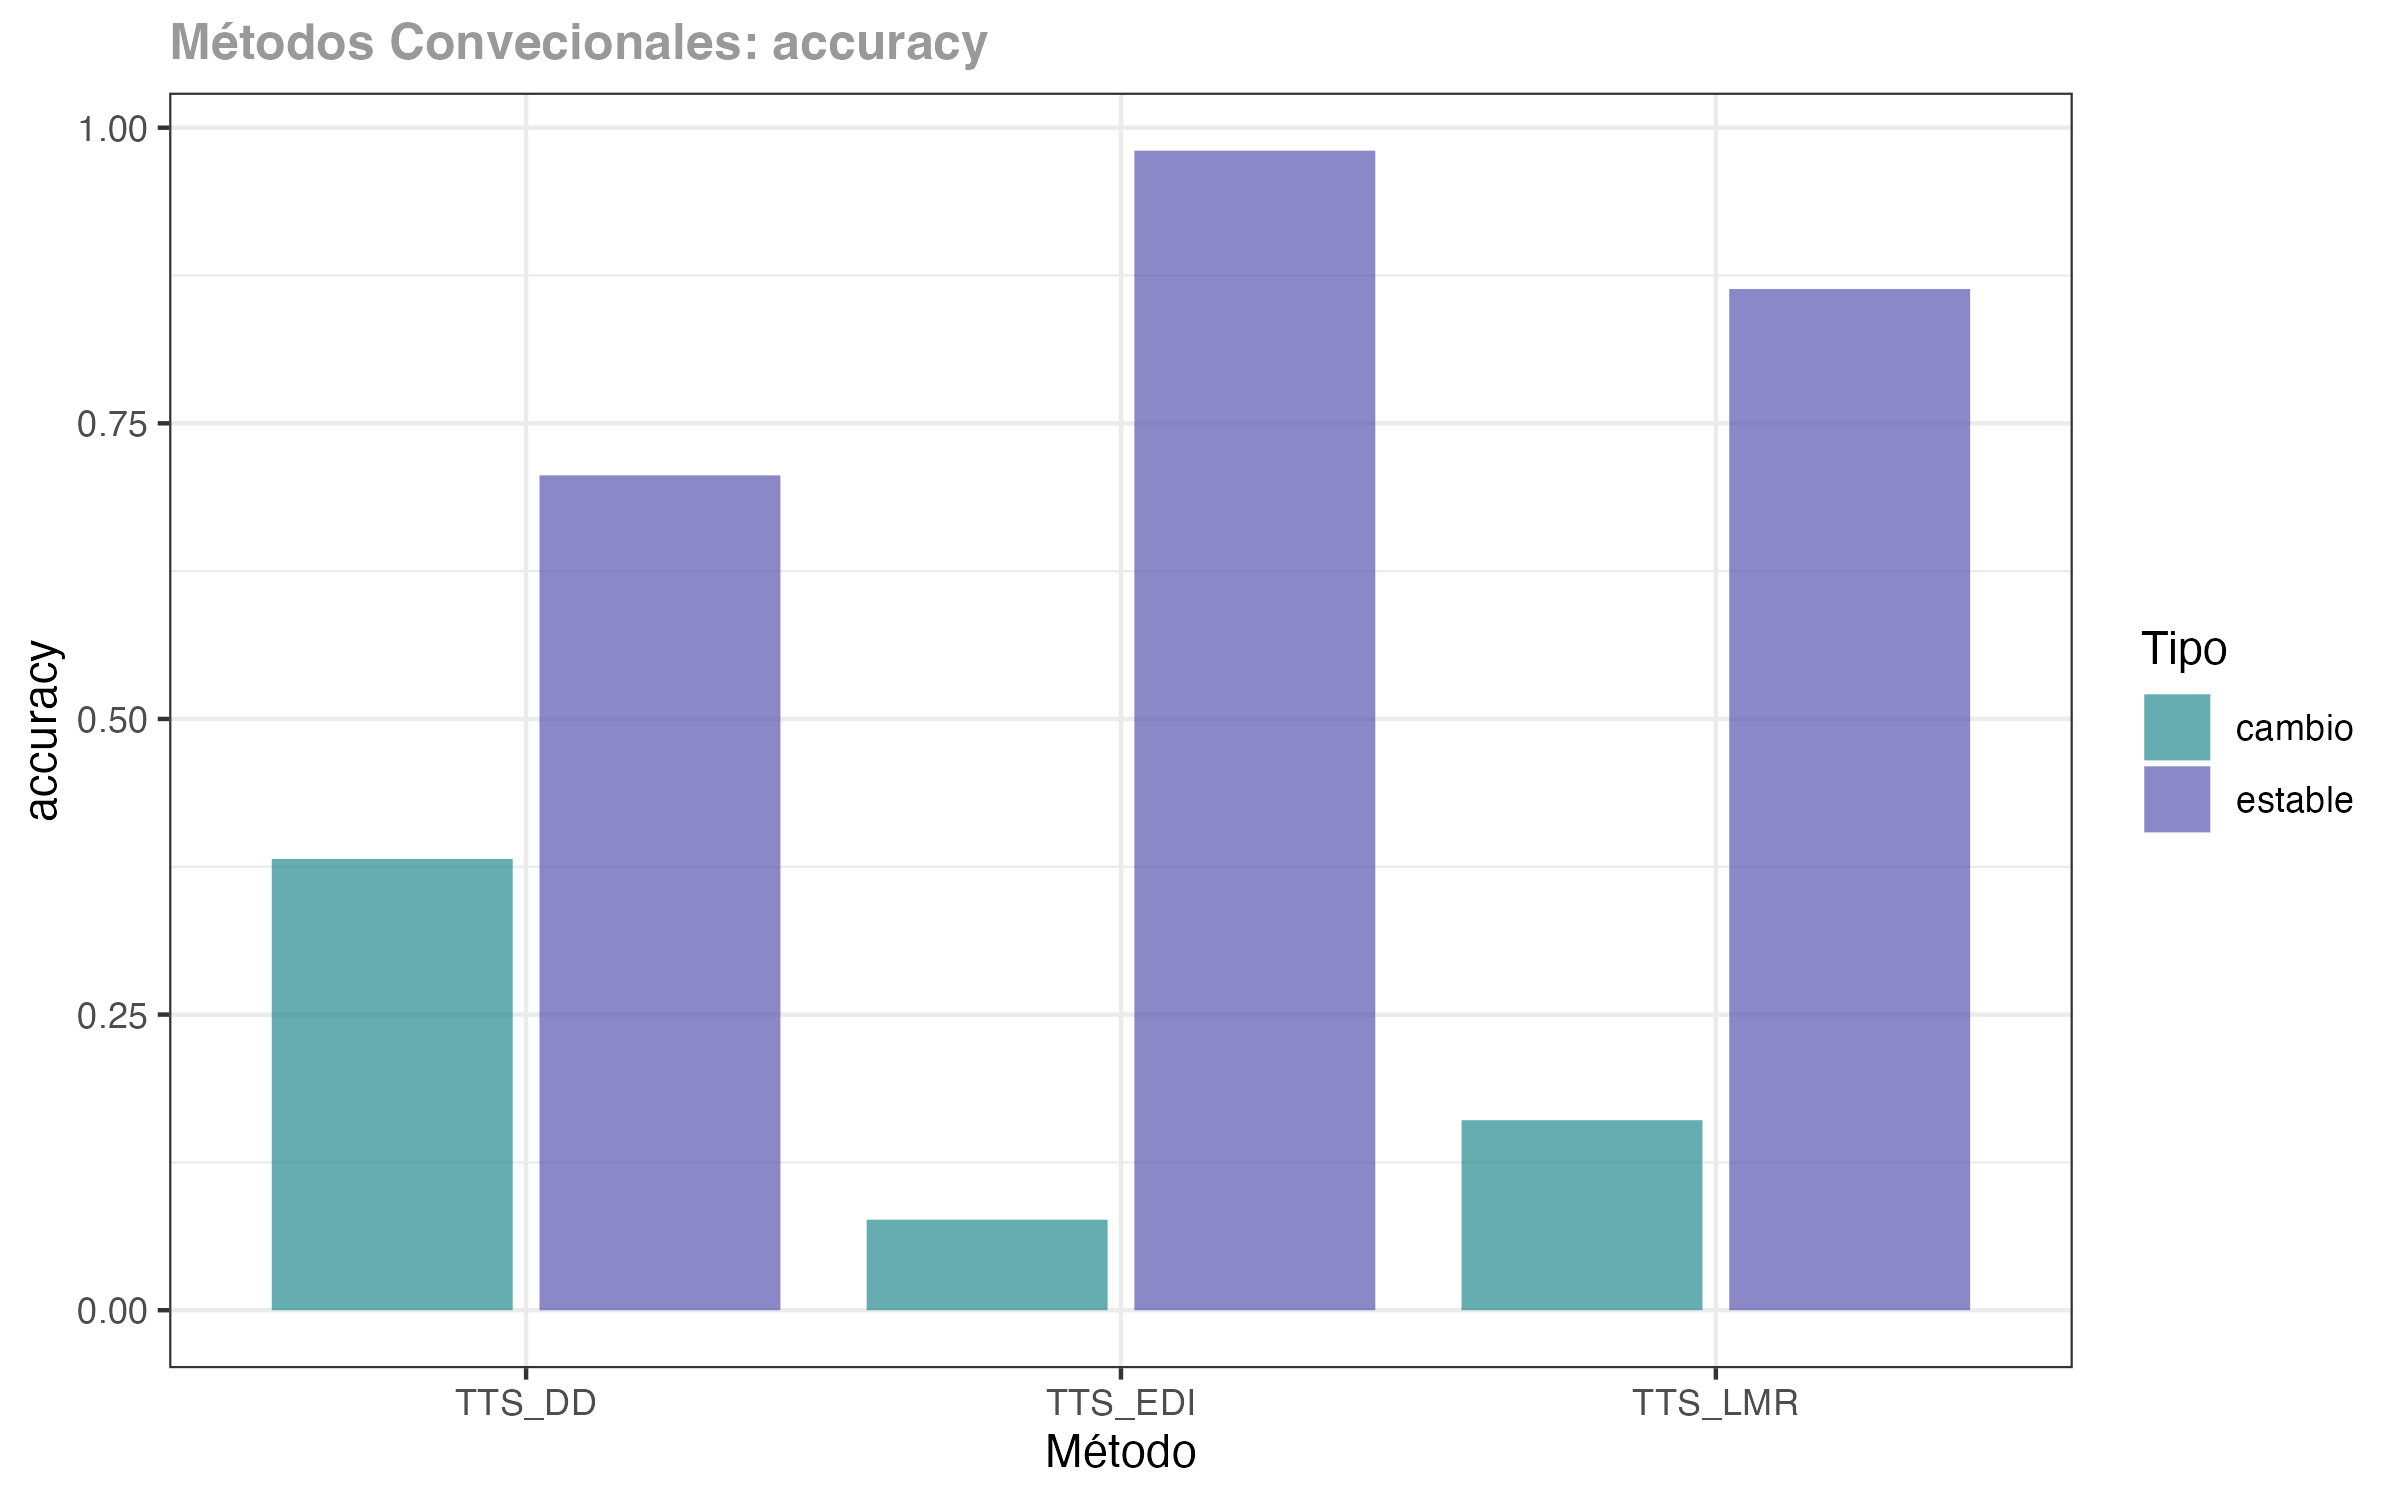 Métodos Convecionales: accuracy
accuracy
1.00
0.75
0.50
0.25
0.00
TTS_DD
TTS_EDI
TTS_LMR
Método
Tipo
cambio
estable